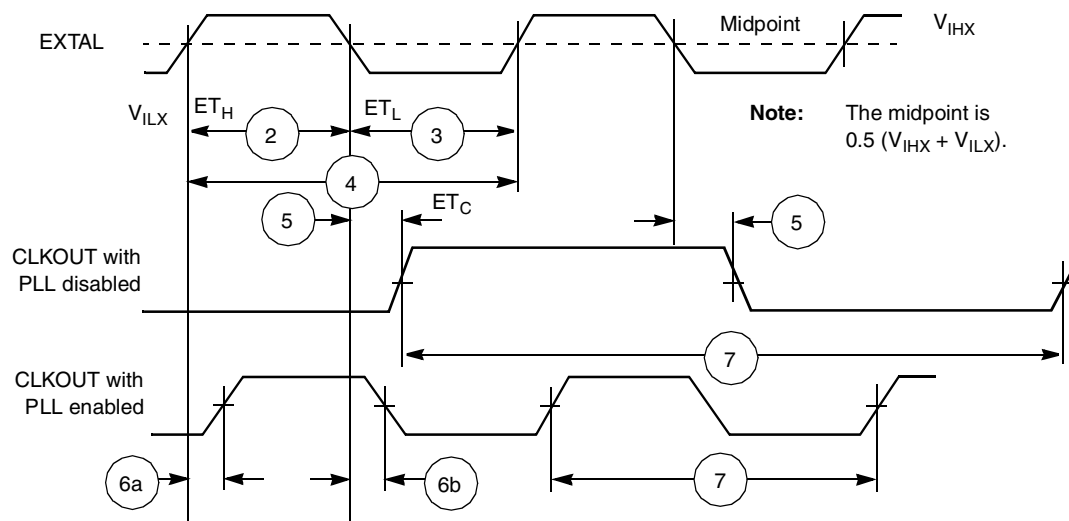 EXTAL
Midpoint
V_IHX
V_ILX
ET_H
2
ET_L
3
Note: The midpoint is
0.5 (V_IHX + V_ILX).
4
5
ET_C
5
CLKOUT with
PLL disabled
7
CLKOUT with
PLL enabled
6a
6b
7